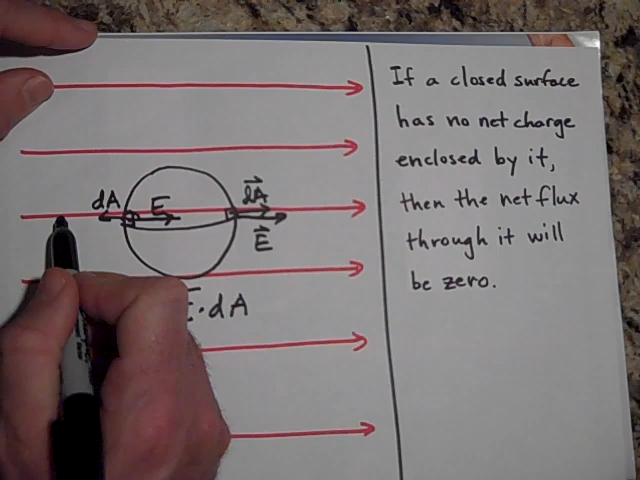 If a closed surface
has no net charge
enclosed by it,
then the net flux
through it will
be zero.
dA E dA
E
E·dA